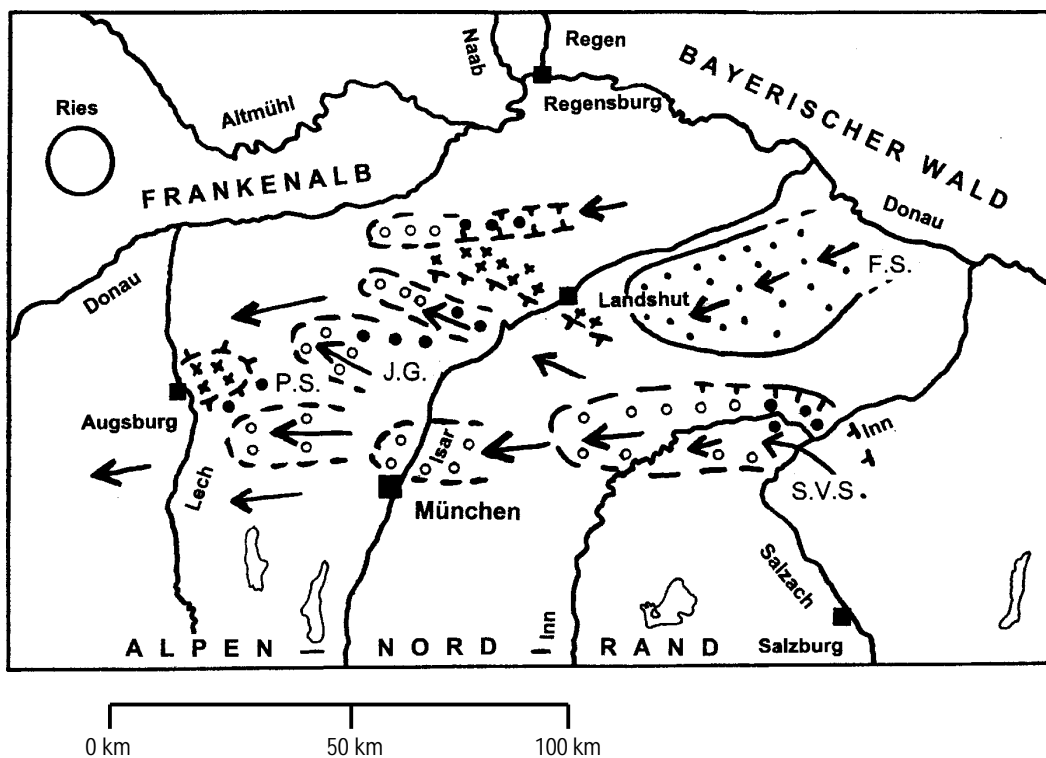 Naab
Regen
BAYERISCHER WALD
Ries
Altmühl
Regensburg
FRANKENALB
Donau
Donau
F.S.
Landshut
P.S.
J.G.
Augsburg
Isar
Inn
Lech
S.V.S.
München
Salzach
Inn
ALPEN – NORD – RAND
Salzburg
0 km
50 km
100 km